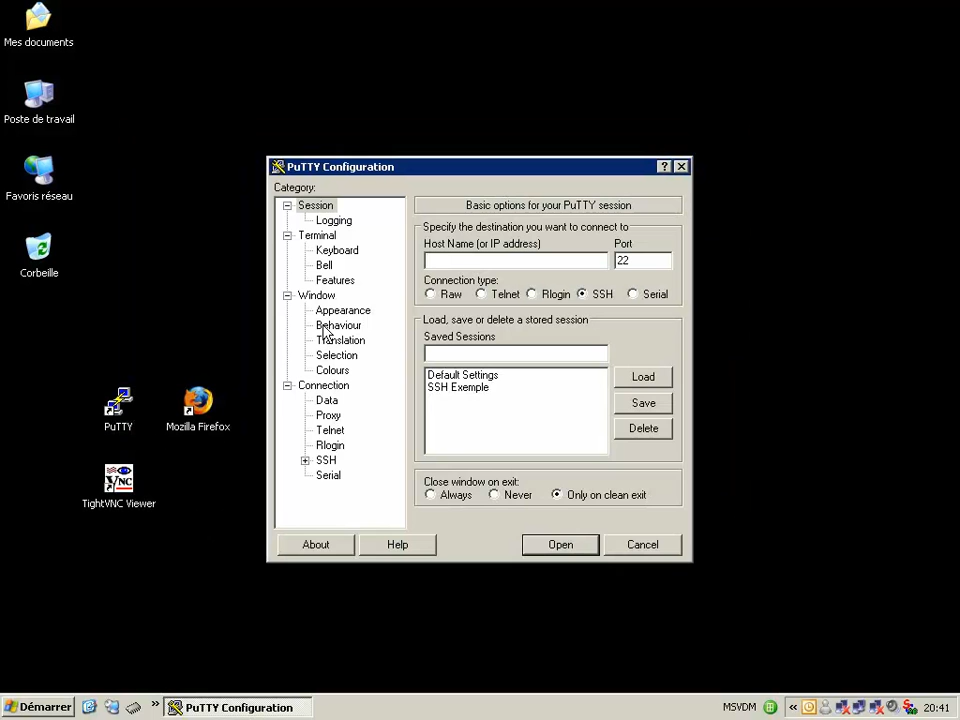 Mes documents
Poste de travail
Favoris réseau
Corbeille
PuTTY
Mozilla Firefox
VNC
TightVNC Viewer
PuTTY Configuration
?
Category:
Session
Logging
Terminal
Keyboard
Bell
Features
Window
Appearance
Behaviour
Translation
Selection
Colours
Connection
Data
Proxy
Telnet
Rlogin
SSH
Serial
Basic options for your PuTTY session
Specify the destination you want to connect to
Host Name (or IP address) Port
22
Connection type:
Raw Telnet Rlogin SSH Serial
Load, save or delete a stored session
Saved Sessions
Default Settings
SSH Exemple
Load
Save
Delete
Close window on exit:
Always Never Only on clean exit
About Help Open Cancel
Démarrer PuTTY Configuration MSVDM 20:41